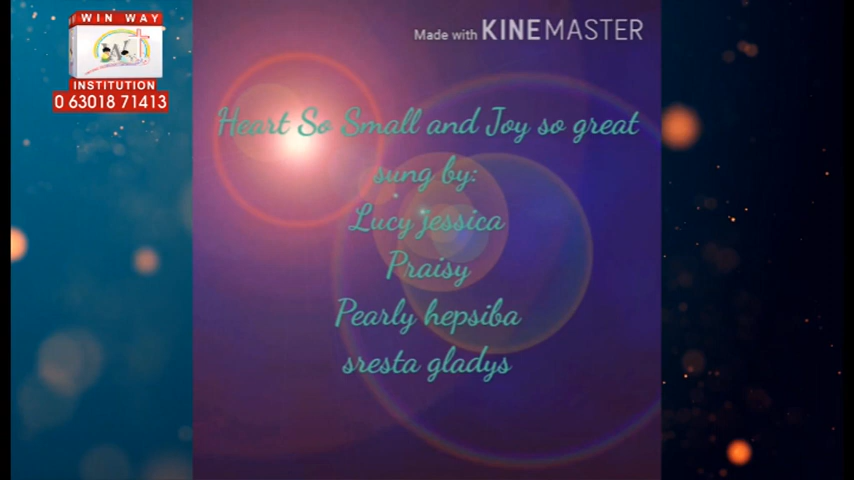 WIN WAY
INSTITUTION
0 63018 71413
Made with KINEMASTER
Heart So Small and Joy so great
sung by:
Lucy jessica
Praisy
Pearly hepsiba
sresta gladys